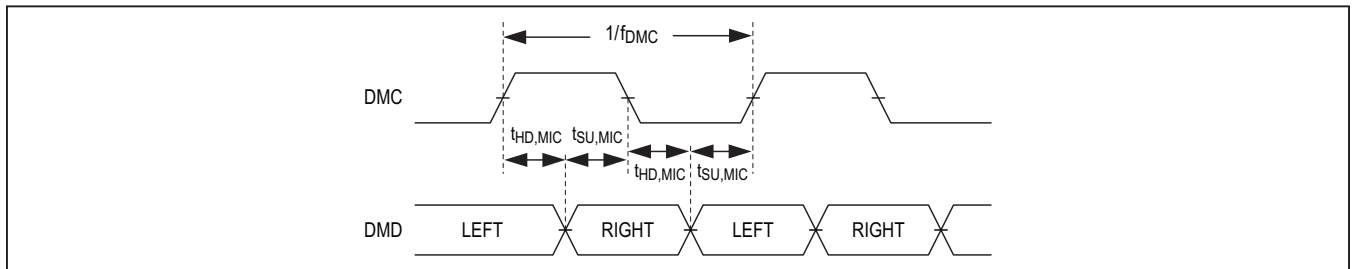 1/fDMC
DMC
tHD,MIC tSU,MIC
tHD,MIC tSU,MIC
DMD LEFT RIGHT LEFT RIGHT